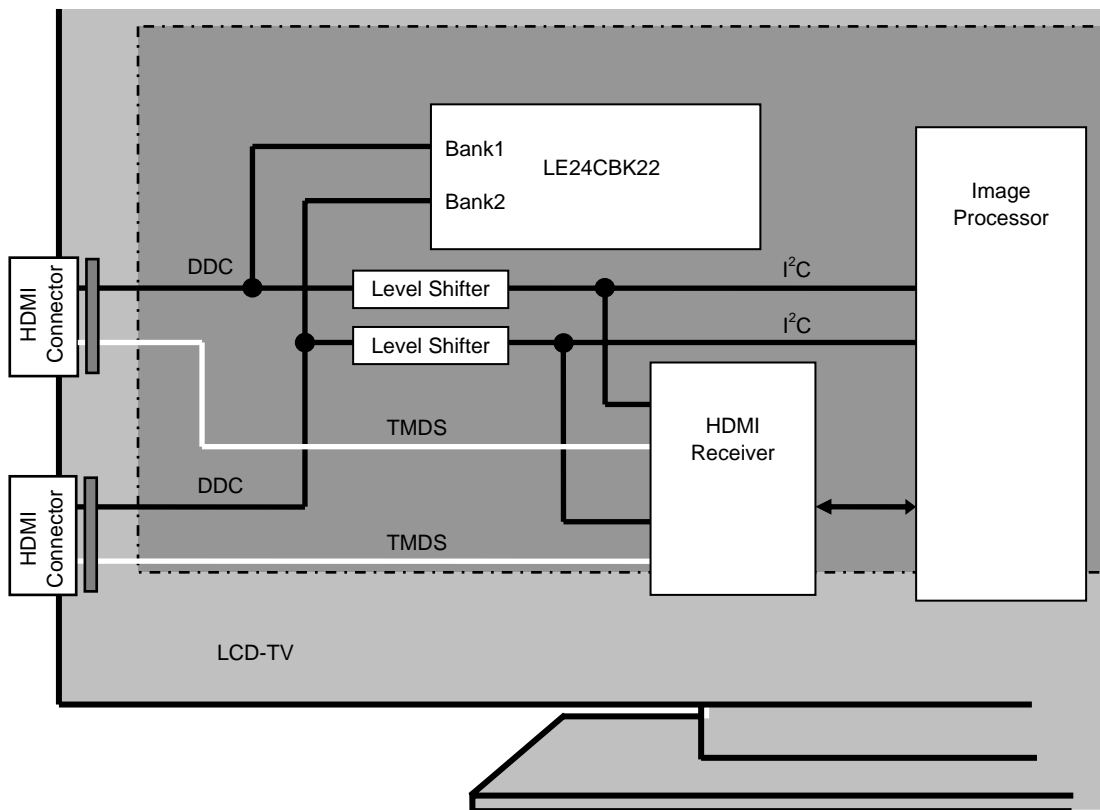 Bank1
LE24CBK22
Bank2
Image
Processor
DDC
I²C
HDMI
Connector
Level Shifter
I²C
Level Shifter
HDMI
Receiver
TMDS
DDC
HDMI
Connector
TMDS
LCD-TV